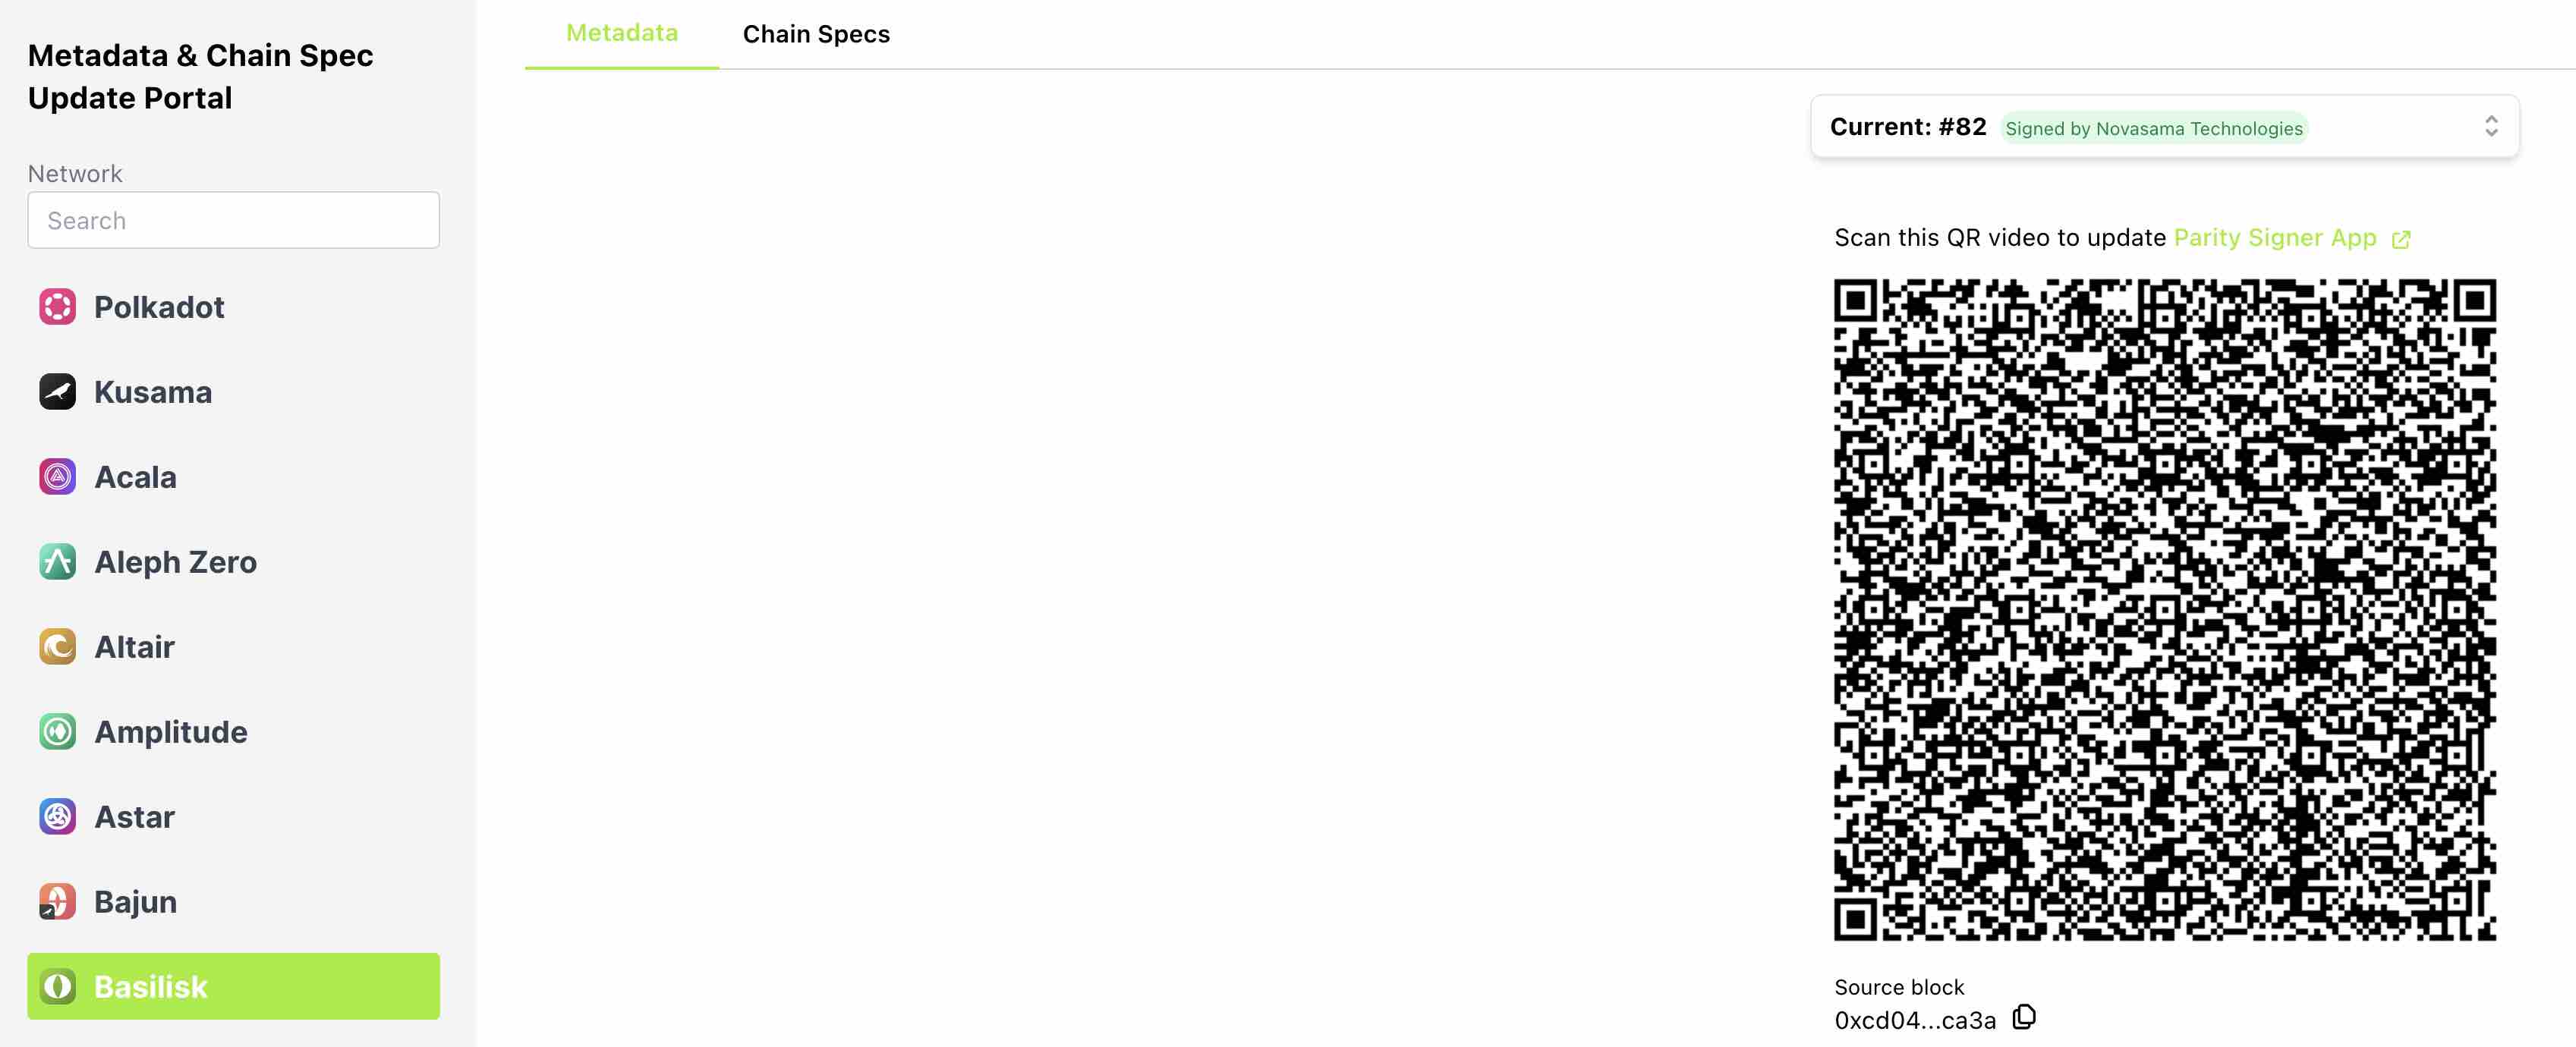 Metadata & Chain Spec
Update Portal
Network
Search
Polkadot
Kusama
Acala
Aleph Zero
Altair
Amplitude
Astar
Bajun
Basilisk
Metadata
Chain Specs
Current: #82 Signed by Novasama Technologies
Scan this QR video to update Parity Signer App
Source block
0xcd04...ca3a